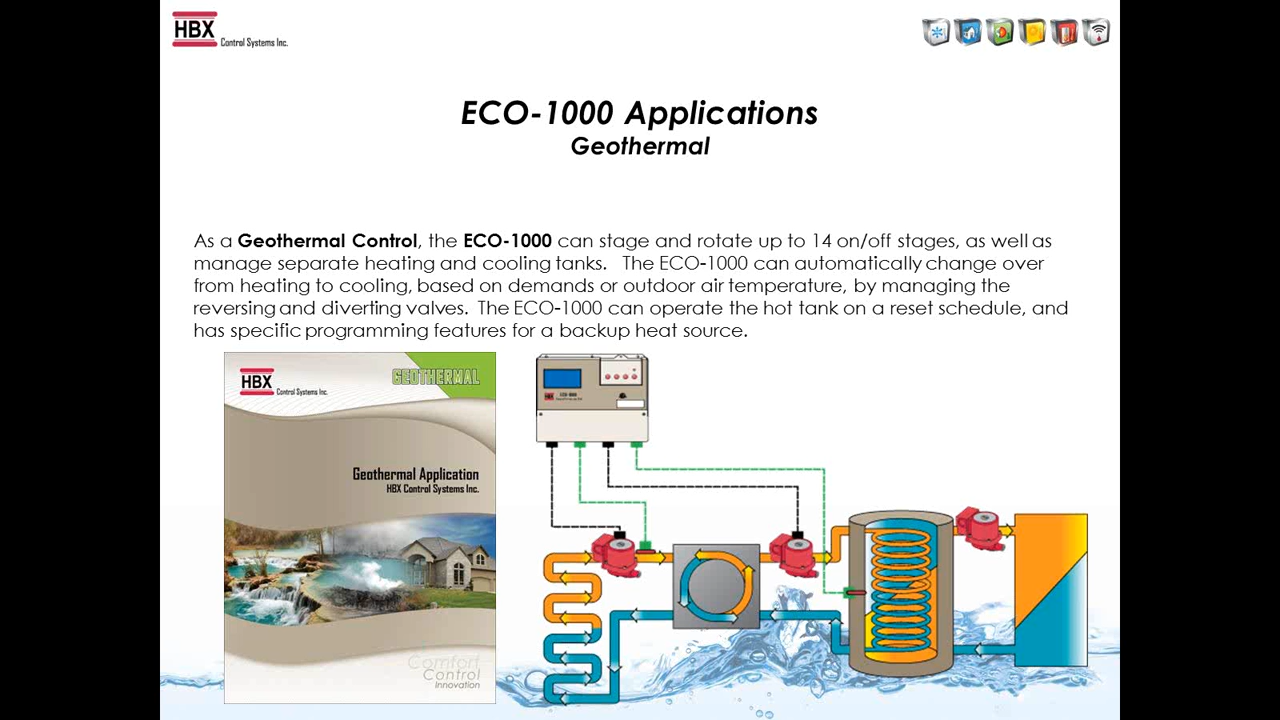 HBX
Control Systems Inc.
ECO-1000 Applications
Geothermal
As a Geothermal Control, the ECO-1000 can stage and rotate up to 14 on/off stages, as well as
manage separate heating and cooling tanks. The ECO-1000 can automatically change over
from heating to cooling, based on demands or outdoor air temperature, by managing the
reversing and diverting valves. The ECO-1000 can operate the hot tank on a reset schedule, and
has specific programming features for a backup heat source.
HBX
Control Systems Inc.
GEOTHERMAL
Geothermal Application
HBX Control Systems Inc.
Comfort
Control
Innovation
HBX
ECO-1000